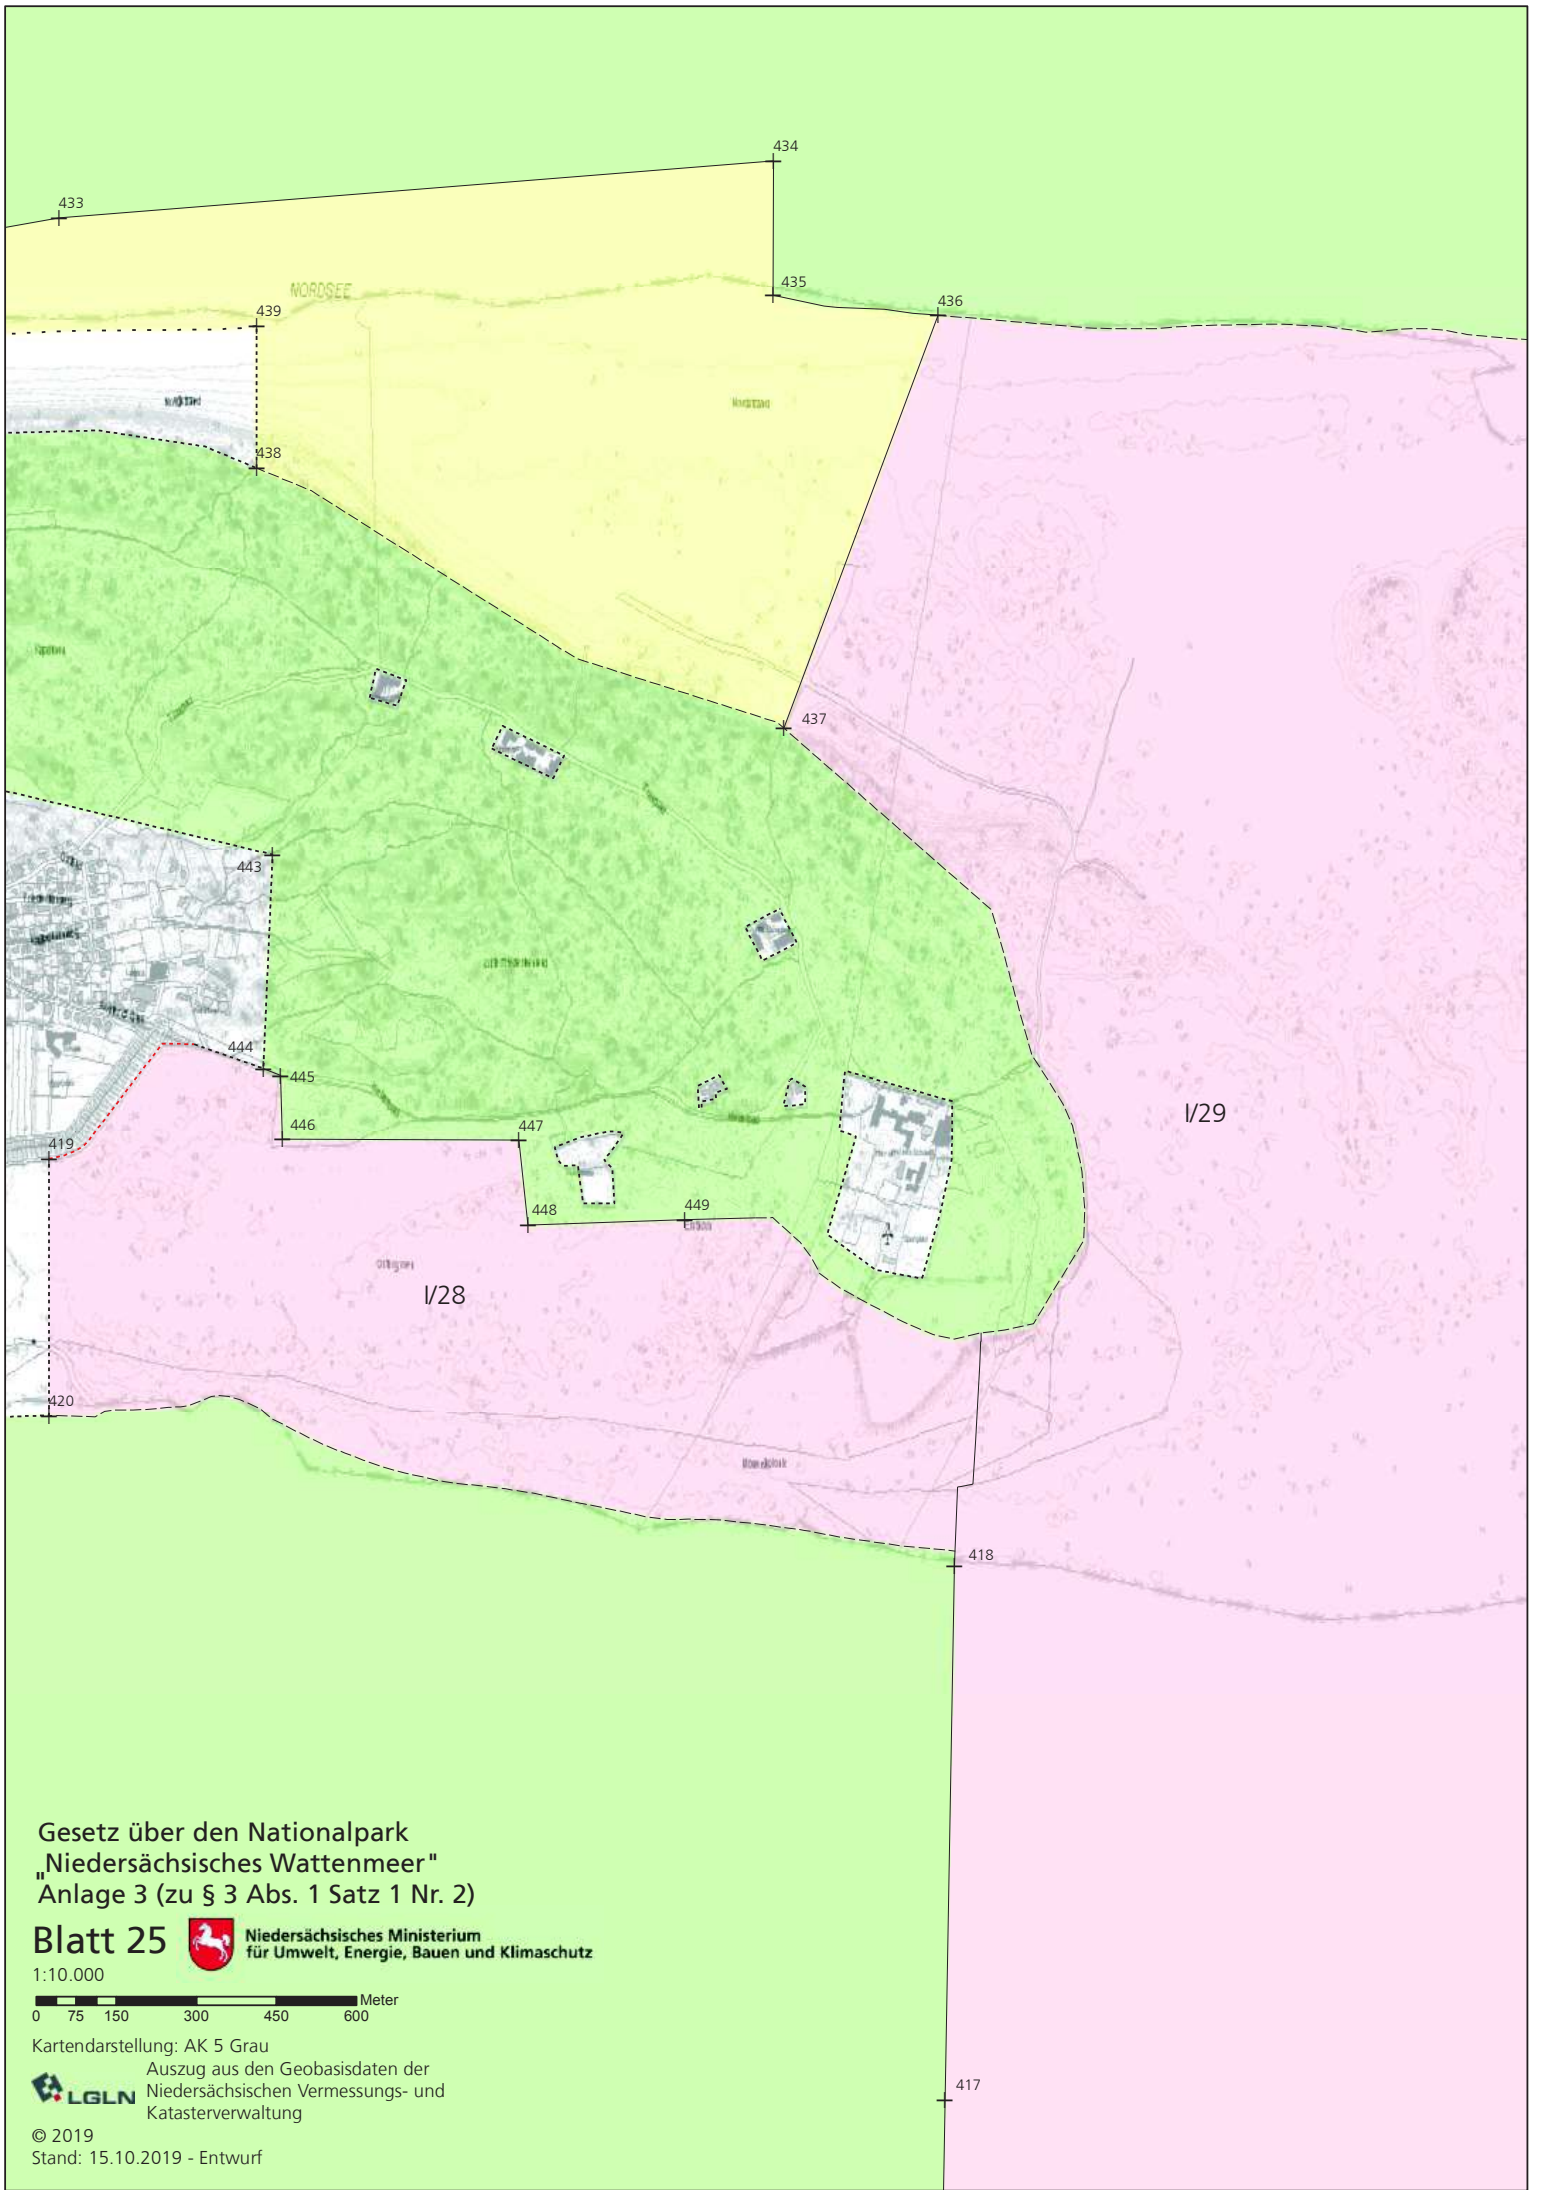 434
433
435
436
439
NORDSEE
438
437
443
444
445
446
447
419
448
449
I/29
I/28
420
418
417
Gesetz über den Nationalpark
„Niedersächsisches Wattenmeer"
Anlage 3 (zu § 3 Abs. 1 Satz 1 Nr. 2)
Blatt 25
Niedersächsisches Ministerium
für Umwelt, Energie, Bauen und Klimaschutz
1:10.000
Meter
0 75 150 300 450 600
Kartendarstellung: AK 5 Grau
LGLN
Auszug aus den Geobasisdaten der
Niedersächsischen Vermessungs- und
Katasterverwaltung
© 2019
Stand: 15.10.2019 - Entwurf